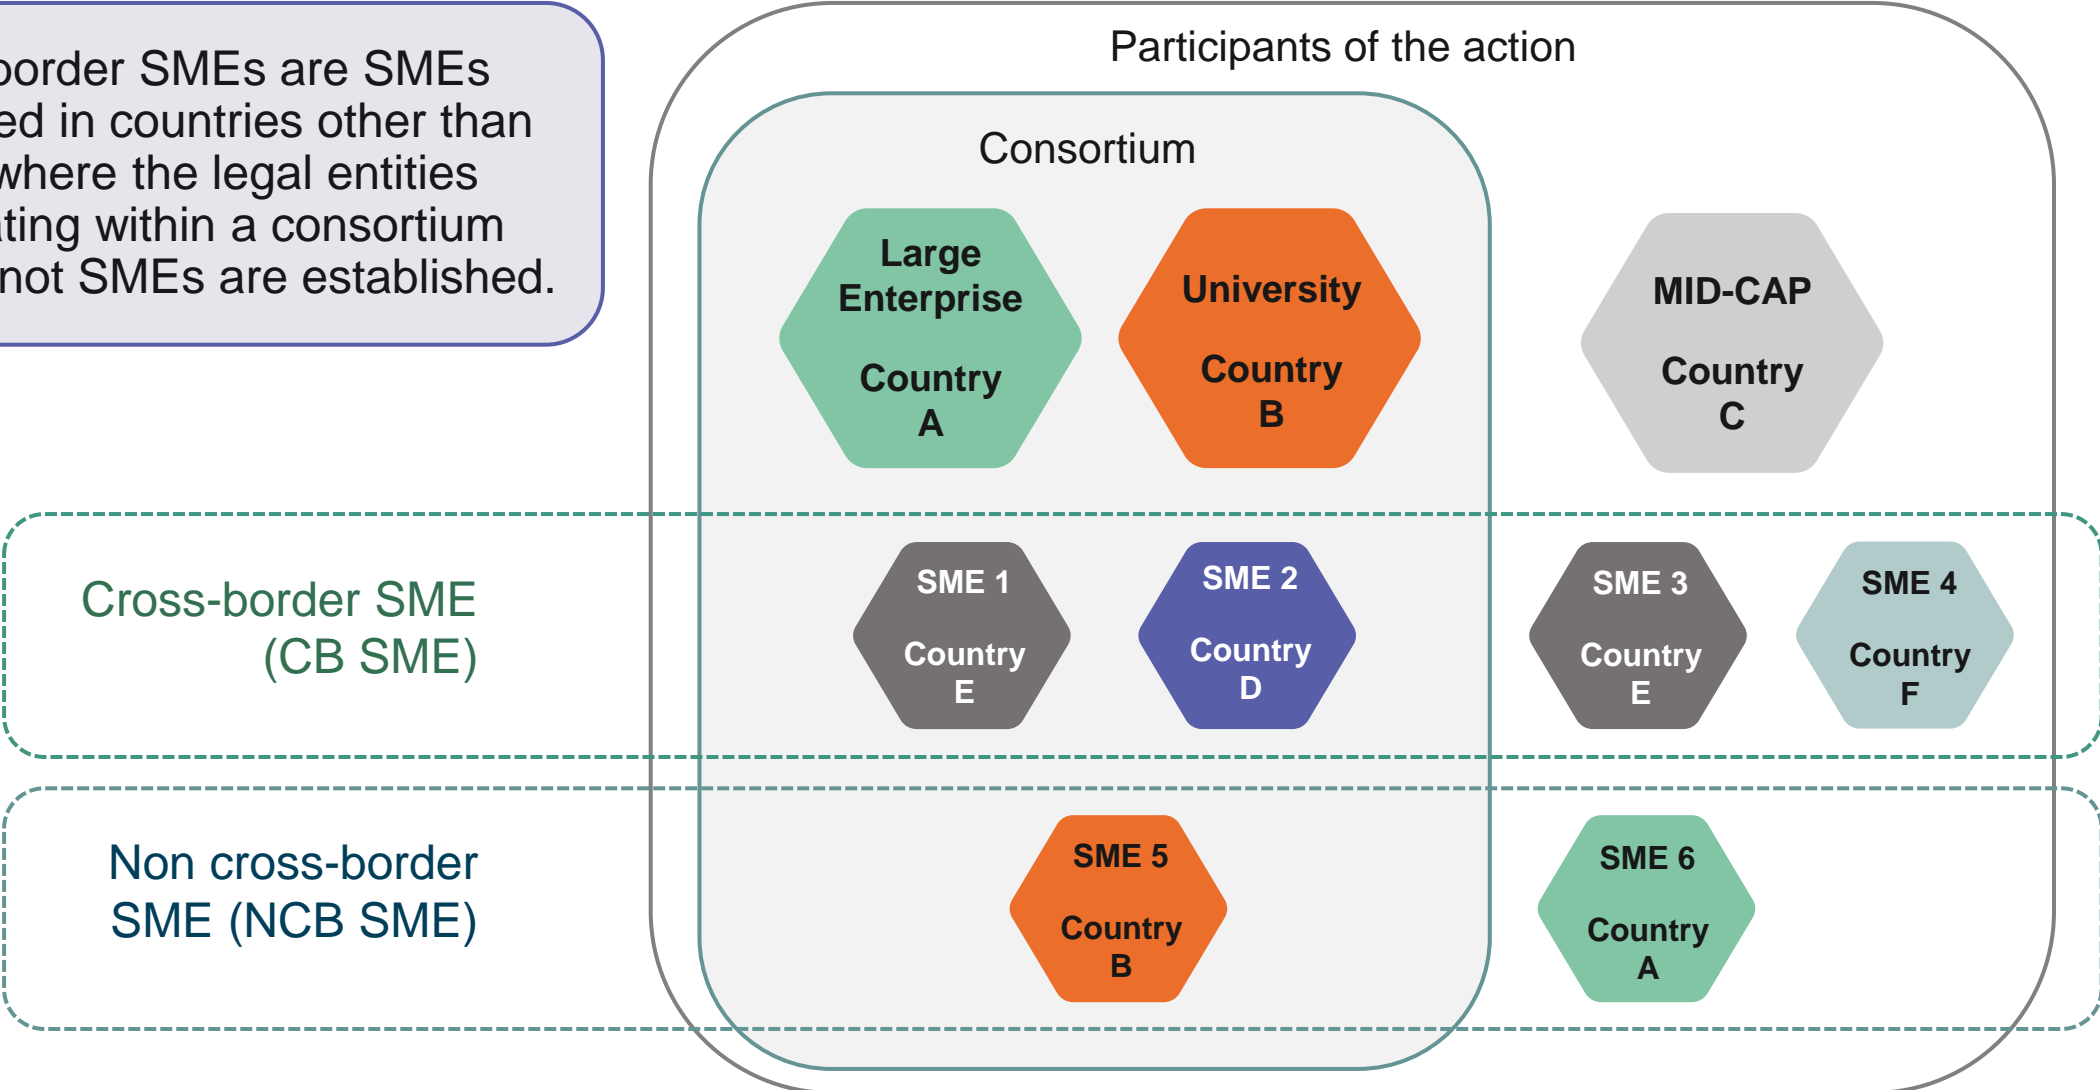 border SMEs are SMEs
ed in countries other than
where the legal entities
ating within a consortium
not SMEs are established.
Participants of the action
Consortium
Large
Enterprise
Country
A
University
Country
B
MID-CAP
Country
C
Cross-border SME
(CB SME)
SME 1
Country
E
SME 2
Country
D
SME 3
Country
E
SME 4
Country
F
Non cross-border
SME (NCB SME)
SME 5
Country
B
SME 6
Country
A